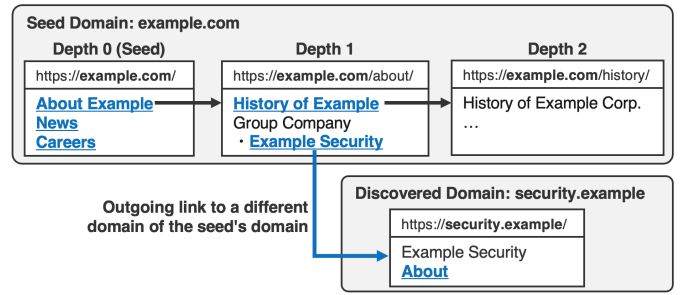 Seed Domain: example.com
Depth 0 (Seed)
https://example.com/
About Example
News
Careers
Depth 1
https://example.com/about/
History of Example
Group Company
・Example Security
Depth 2
https://example.com/history/
History of Example Corp.
…
Outgoing link to a different
domain of the seed's domain
Discovered Domain: security.example
https://security.example/
Example Security
About